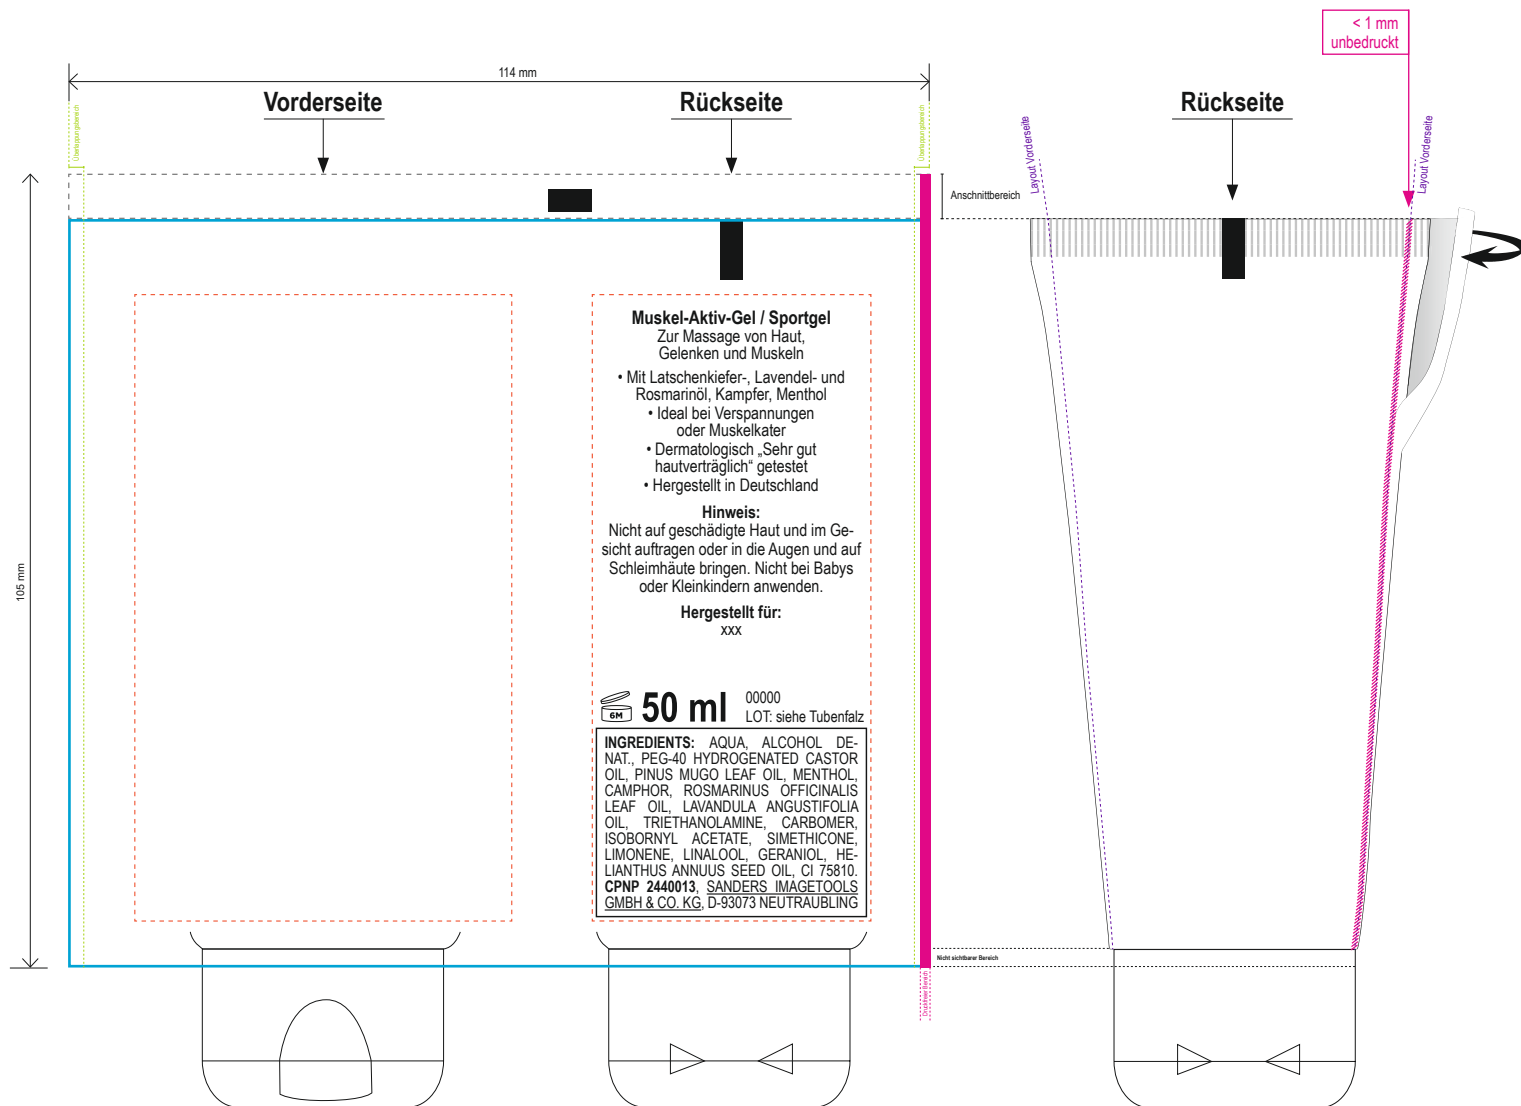 < 1 mm
unbedruckt
114 mm
Vorderseite
Rückseite
Rückseite
Überlappungsbereich
Überlappungsbereich
Layout Vorderseite
Layout Vorderseite
Anschnittbereich
105 mm
Muskel-Aktiv-Gel / Sportgel
Zur Massage von Haut,
Gelenken und Muskeln
• Mit Latschenkiefer-, Lavendel- und
Rosmarinöl, Kampfer, Menthol
• Ideal bei Verspannungen
oder Muskelkater
• Dermatologisch „Sehr gut
hautverträglich“ getestet
• Hergestellt in Deutschland
Hinweis:
Nicht auf geschädigte Haut und im Ge-
sicht auftragen oder in die Augen und auf
Schleimhäute bringen. Nicht bei Babys
oder Kleinkindern anwenden.
Hergestellt für:
xxx
6M
50 ml
00000
LOT: siehe Tubenfalz
INGREDIENTS: AQUA, ALCOHOL DE-
NAT., PEG-40 HYDROGENATED CASTOR
OIL, PINUS MUGO LEAF OIL, MENTHOL,
CAMPHOR, ROSMARINUS OFFICINALIS
LEAF OIL, LAVANDULA ANGUSTIFOLIA
OIL, TRIETHANOLAMINE, CARBOMER,
ISOBORNYL ACETATE, SIMETHICONE,
LIMONENE, LINALOOL, GERANIOL, HE-
LIANTHUS ANNUUS SEED OIL, CI 75810.
CPNP 2440013, SANDERS IMAGETOOLS
GMBH & CO. KG, D-93073 NEUTRAUBLING
Nicht sichtbarer Bereich
Druckfreier Bereich